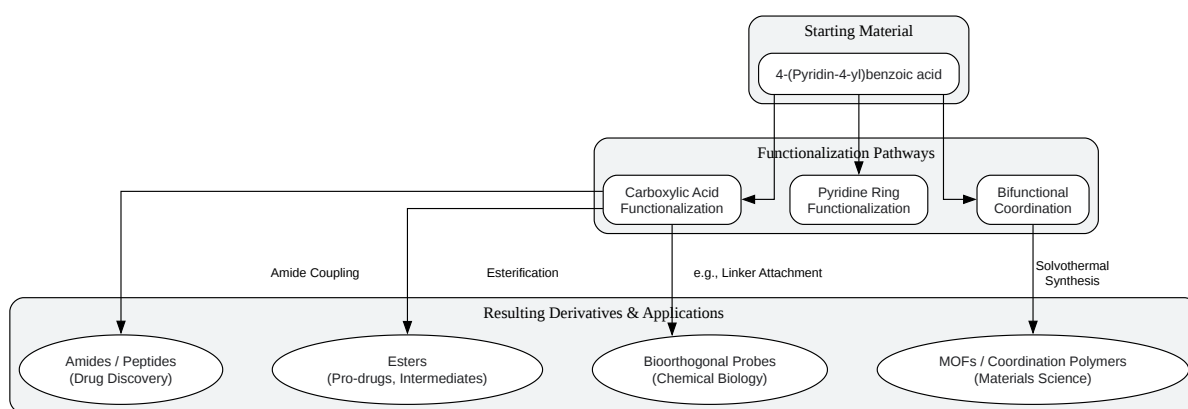 Starting Material
4-(Pyridin-4-yl)benzoic acid
Functionalization Pathways
Carboxylic Acid
Functionalization
Pyridine Ring
Functionalization
Bifunctional
Coordination
Amide Coupling
Esterification
e.g., Linker Attachment
Solvothermal
Synthesis
Resulting Derivatives & Applications
Amides / Peptides
(Drug Discovery)
Esters
(Pro-drugs, Intermediates)
Bioorthogonal Probes
(Chemical Biology)
MOFs / Coordination Polymers
(Materials Science)